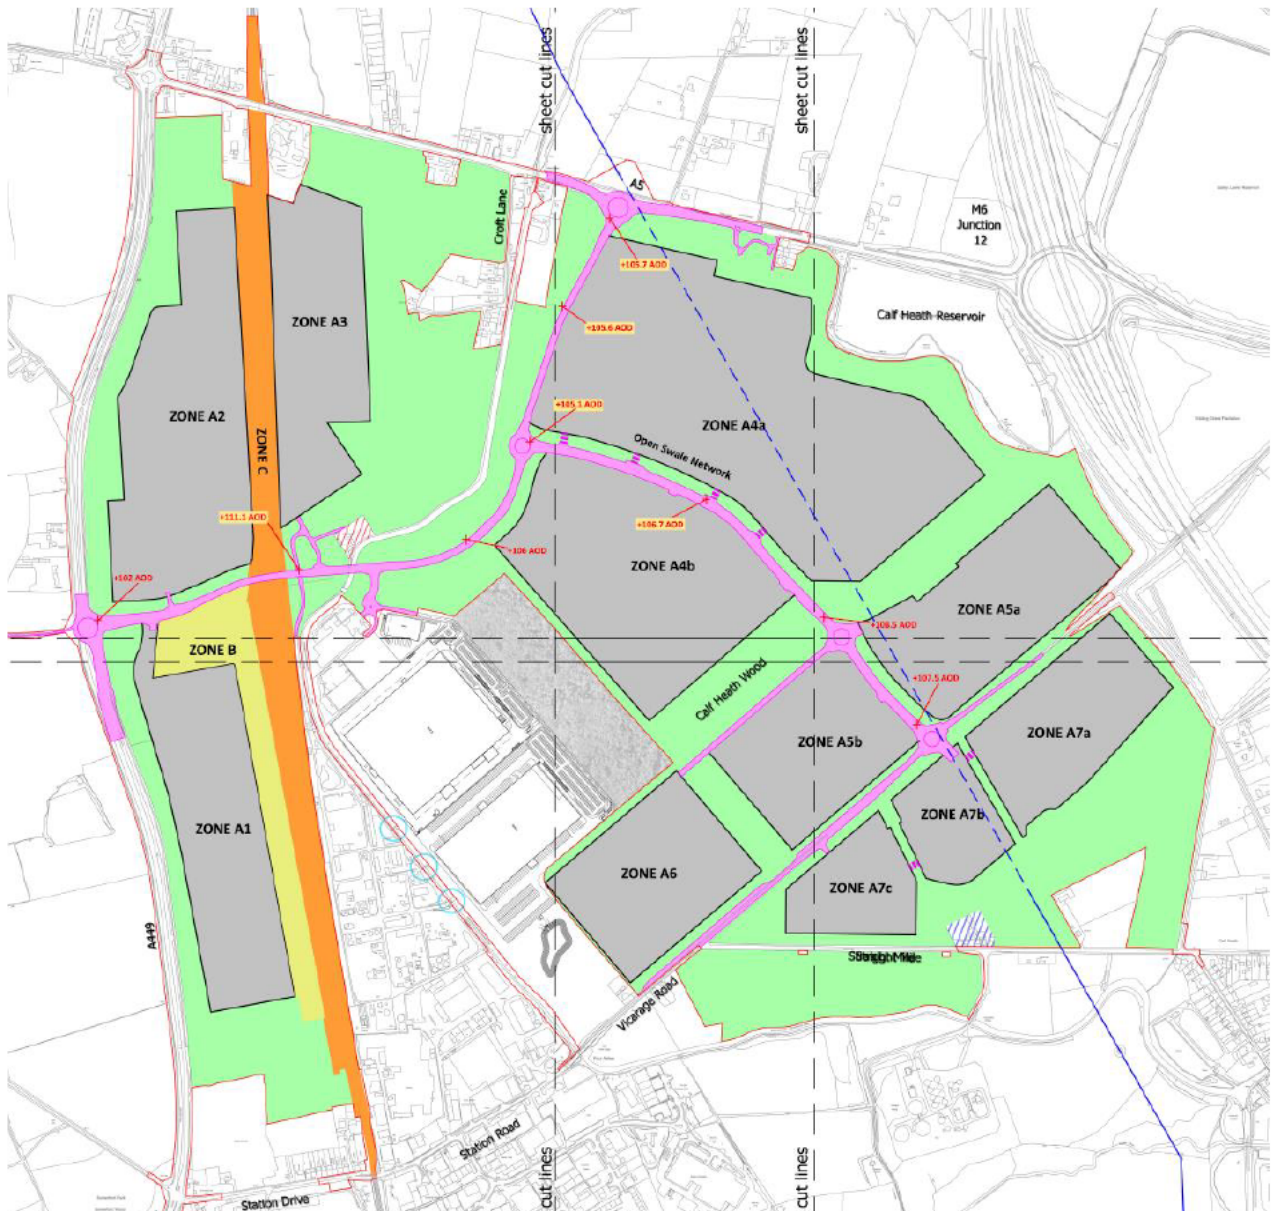 sheet cut lines
sheet cut lines
A5
M6
Junction
12
Croft Lane
+105.7 AOD
Calf Heath Reservoir
ZONE A3
+105.6 AOD
ZONE A2
+105.1 AOD
ZONE A4a
ZONE C
Open Swale Network
+111.1 AOD
+106.7 AOD
+106 AOD
ZONE A4b
+102 AOD
ZONE A5a
+108.5 AOD
ZONE B
Calf Heath Wood
+107.5 AOD
ZONE A5b
ZONE A7a
ZONE A1
ZONE A7b
ZONE A6
ZONE A7c
A449
Vicarage Road
Station Road
cut lines
cut lines
Station Drive